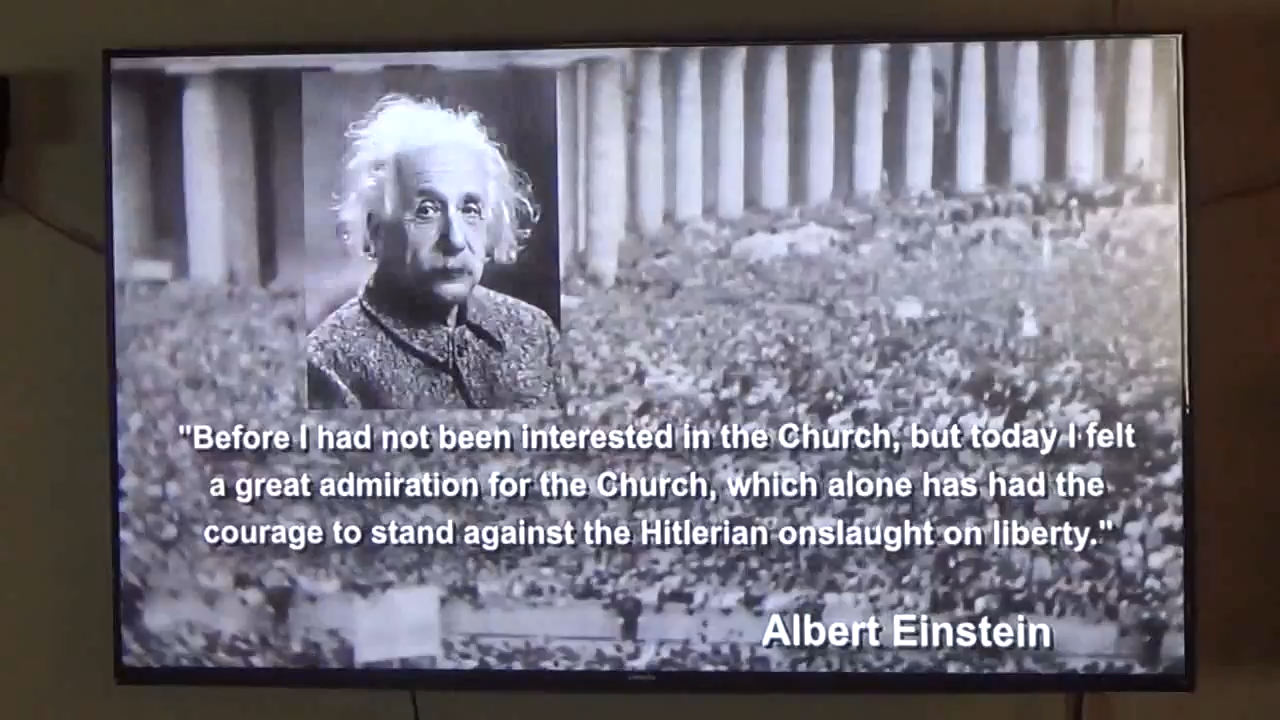 "Before I had not been interested in the Church, but today I felt
a great admiration for the Church, which alone has had the
courage to stand against the Hitlerian onslaught on liberty."
Albert Einstein